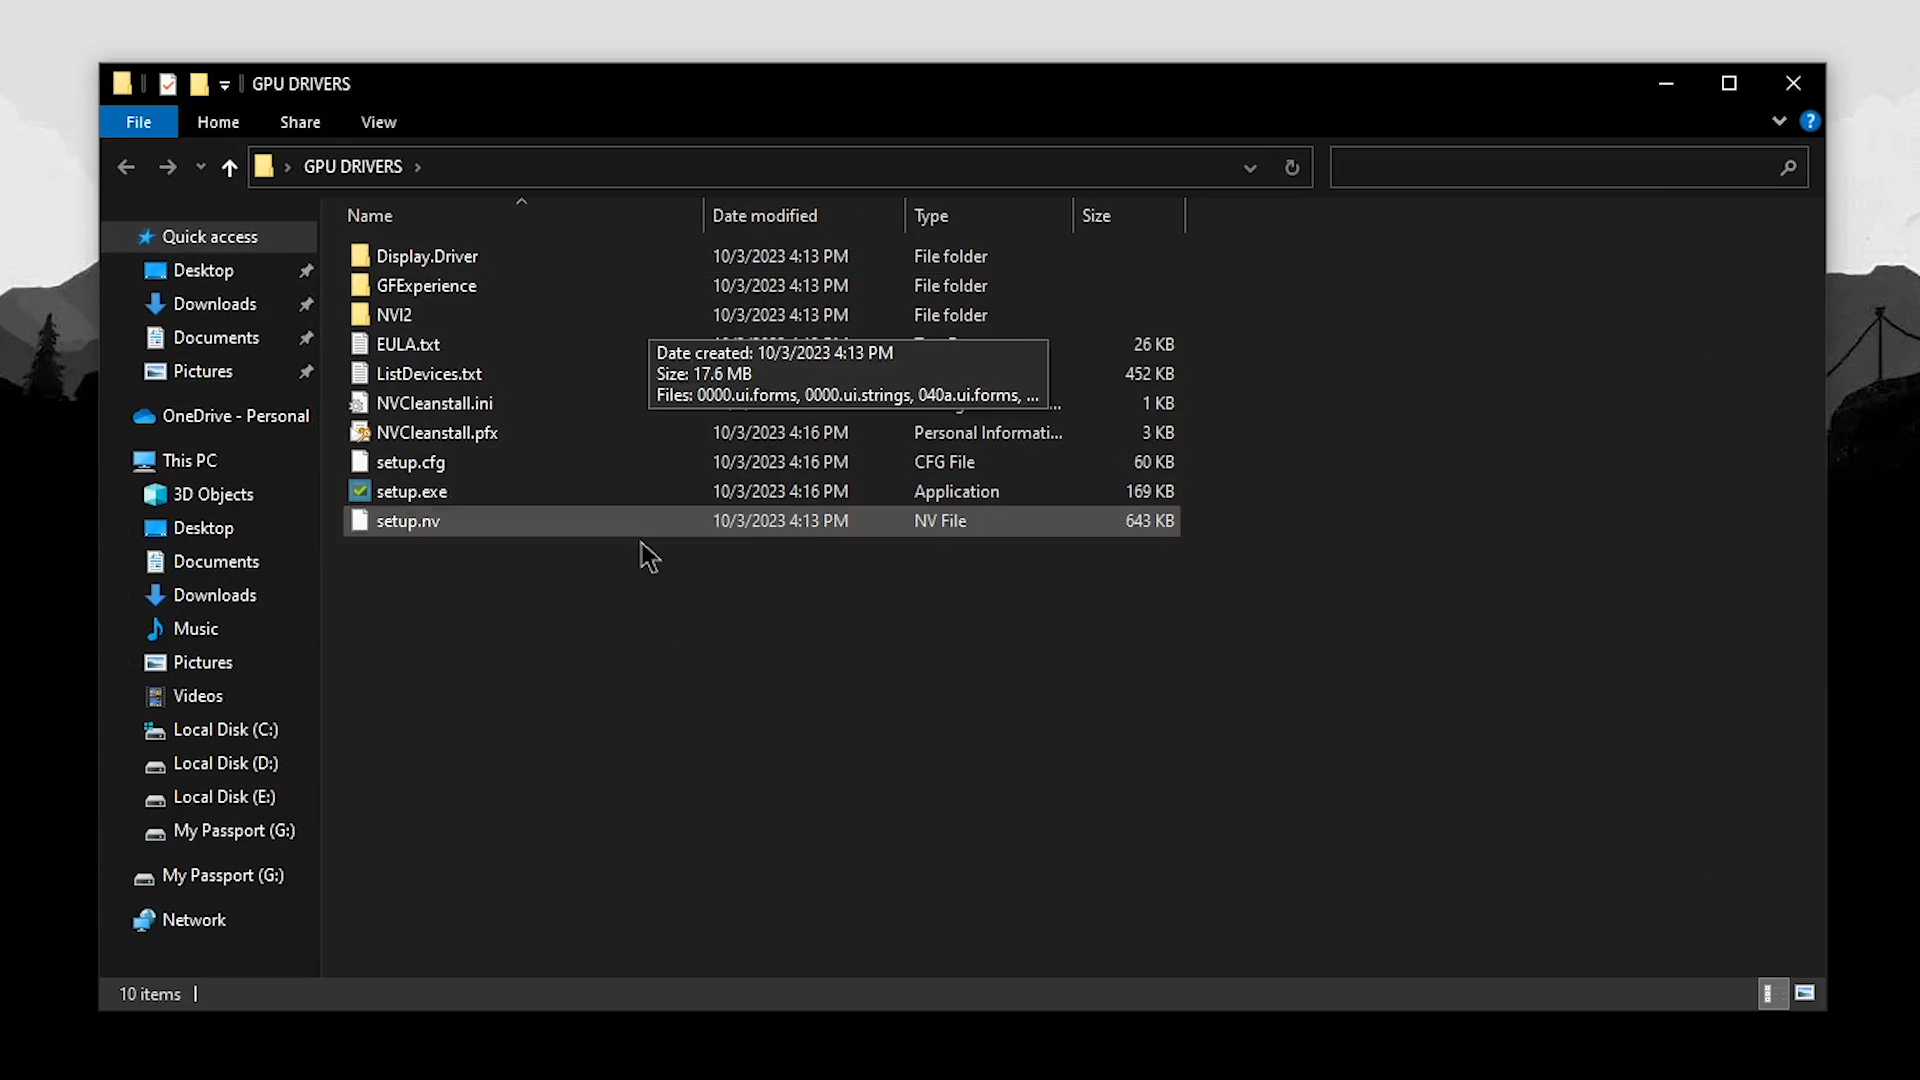 GPU DRIVERS
File Home Share View
GPU DRIVERS
Name Date modified Type Size
Quick access
Desktop
Downloads
Documents
Pictures
OneDrive - Personal
This PC
3D Objects
Desktop
Documents
Downloads
Music
Pictures
Videos
Local Disk (C:)
Local Disk (D:)
Local Disk (E:)
My Passport (G:)
My Passport (G:)
Network
Display.Driver 10/3/2023 4:13 PM File folder
GFExperience 10/3/2023 4:13 PM File folder
NVI2 10/3/2023 4:13 PM File folder
EULA.txt 26 KB
ListDevices.txt 452 KB
NVCleanstall.ini 1 KB
NVCleanstall.pfx 10/3/2023 4:16 PM Personal Informati... 3 KB
setup.cfg 10/3/2023 4:16 PM CFG File 60 KB
setup.exe 10/3/2023 4:16 PM Application 169 KB
setup.nv 10/3/2023 4:13 PM NV File 643 KB
Date created: 10/3/2023 4:13 PM
Size: 17.6 MB
Files: 0000.ui.forms, 0000.ui.strings, 040a.ui.forms, ...
10 items